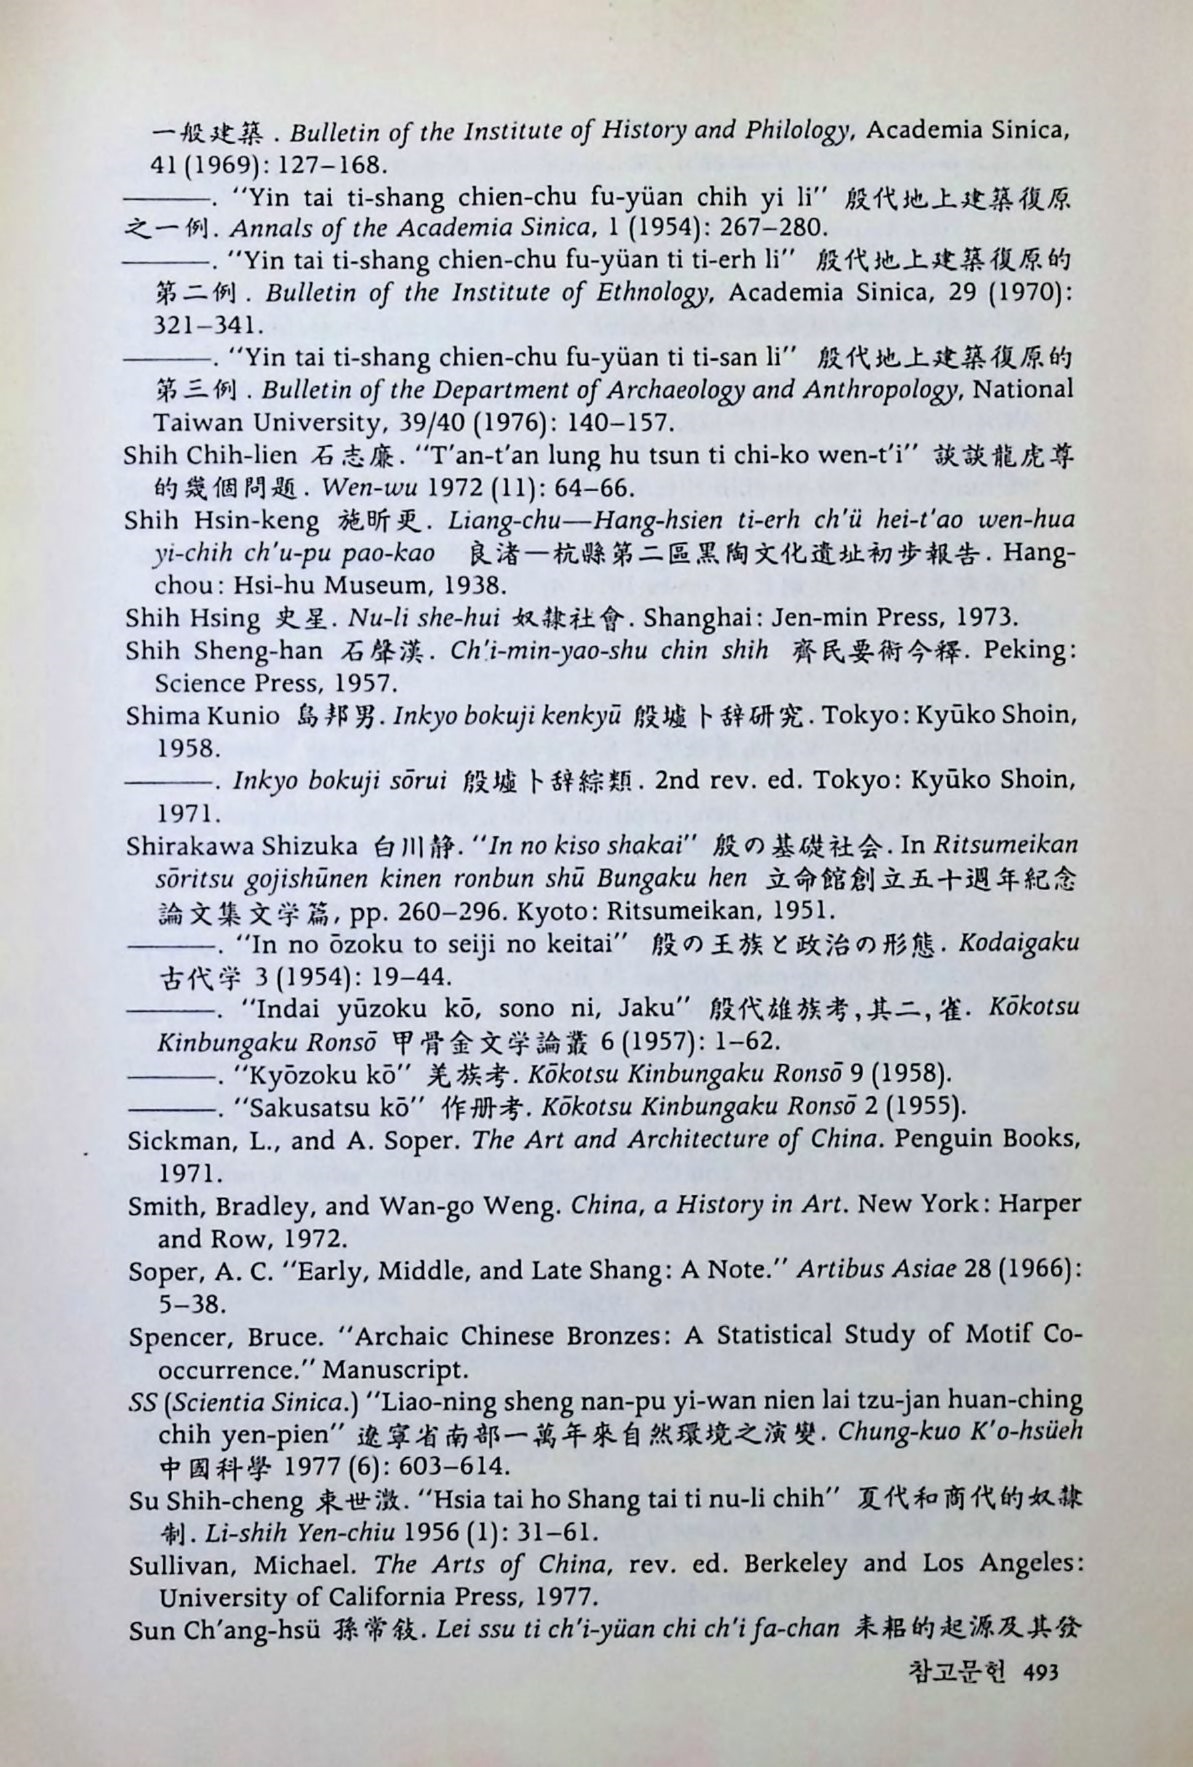 一般建築 . Bulletin of the Institute of History and Philology, Academia Sinica,
41 (1969): 127–168.
———. “Yin tai ti-shang chien-chu fu-yüan chih yi li” 殷代地上建築復原
之一例. Annals of the Academia Sinica, 1 (1954): 267–280.
———. “Yin tai ti-shang chien-chu fu-yüan ti ti-erh li” 殷代地上建築復原的
第二例 . Bulletin of the Institute of Ethnology, Academia Sinica, 29 (1970):
321–341.
———. “Yin tai ti-shang chien-chu fu-yüan ti ti-san li” 殷代地上建築復原的
第三例 . Bulletin of the Department of Archaeology and Anthropology, National
Taiwan University, 39/40 (1976): 140–157.
Shih Chih-lien 石志廉. “T'an-t'an lung hu tsun ti chi-ko wen-t'i” 談談龍虎尊
的幾個問題 . Wen-wu 1972 (11): 64–66.
Shih Hsin-keng 施昕更. Liang-chu—Hang-hsien ti-erh ch'ü hei-t'ao wen-hua
yi-chih ch'u-pu pao-kao 良渚一杭縣第二區黑陶文化遺址初步報告. Hang-
chou: Hsi-hu Museum, 1938.
Shih Hsing 史星. Nu-li she-hui 奴隸社會. Shanghai: Jen-min Press, 1973.
Shih Sheng-han 石聲漢. Ch'i-min-yao-shu chin shih 齊民要術今釋. Peking:
Science Press, 1957.
Shima Kunio 島邦男. Inkyo bokuji kenkyū 殷墟卜辞研究. Tokyo: Kyūko Shoin,
1958.
———. Inkyo bokuji sōrui 殷墟卜辞綜類. 2nd rev. ed. Tokyo: Kyūko Shoin,
1971.
Shirakawa Shizuka 白川静. “In no kiso shakai” 殷の基礎社会. In Ritsumeikan
sōritsu gojishūnen kinen ronbun shū Bungaku hen 立命館創立五十週年紀念
論文集文学篇, pp. 260–296. Kyoto: Ritsumeikan, 1951.
———. “In no ōzoku to seiji no keitai” 殷の王族と政治の形態. Kodaigaku
古代学 3 (1954): 19–44.
———. “Indai yūzoku kō, sono ni, Jaku” 殷代雄族考,其二,雀. Kōkotsu
Kinbungaku Ronsō 甲骨金文学論叢 6 (1957): 1–62.
———. “Kyōzoku kō” 羌族考. Kōkotsu Kinbungaku Ronsō 9 (1958).
———. “Sakusatsu kō” 作册考. Kōkotsu Kinbungaku Ronsō 2 (1955).
Sickman, L., and A. Soper. The Art and Architecture of China. Penguin Books,
1971.
Smith, Bradley, and Wan-go Weng. China, a History in Art. New York: Harper
and Row, 1972.
Soper, A. C. “Early, Middle, and Late Shang: A Note.” Artibus Asiae 28 (1966):
5–38.
Spencer, Bruce. “Archaic Chinese Bronzes: A Statistical Study of Motif Co-
occurrence.” Manuscript.
SS (Scientia Sinica.) “Liao-ning sheng nan-pu yi-wan nien lai tzu-jan huan-ching
chih yen-pien” 遼寧省南部一萬年來自然環境之演變. Chung-kuo K'o-hsüeh
中國科學 1977 (6): 603–614.
Su Shih-cheng 束世澂. “Hsia tai ho Shang tai ti nu-li chih” 夏代和商代的奴隸
制. Li-shih Yen-chiu 1956 (1): 31–61.
Sullivan, Michael. The Arts of China, rev. ed. Berkeley and Los Angeles:
University of California Press, 1977.
Sun Ch'ang-hsü 孫常敍. Lei ssu ti ch'i-yüan chi ch'i fa-chan 耒耜的起源及其發
참고문헌 493